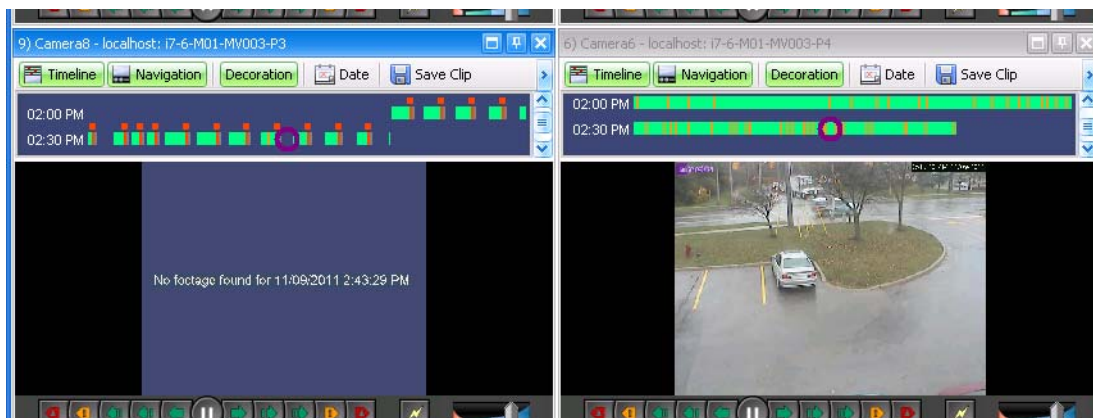 9) Camera8 - localhost: i7-6-M01-MV003-P3
Timeline Navigation Decoration Date Save Clip
02:00 PM
02:30 PM
No footage found for 11/09/2011 2:43:29 PM
6) Camera6 - localhost: i7-6-M01-MV003-P4
Timeline Navigation Decoration Date Save Clip
02:00 PM
02:30 PM